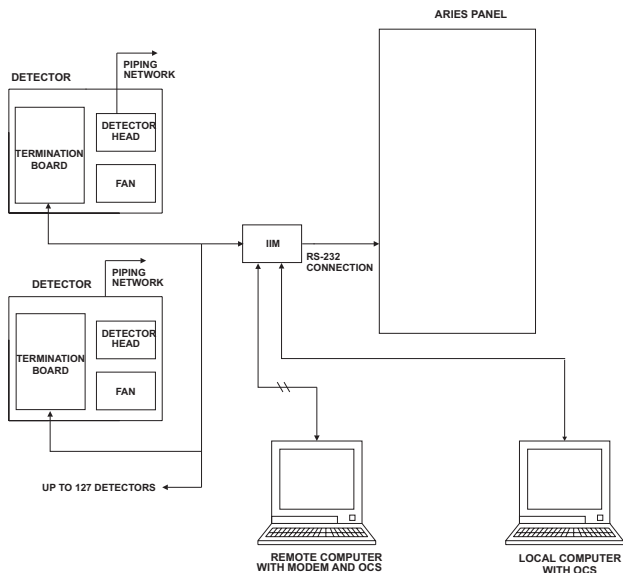 ARIES PANEL
PIPING
NETWORK
DETECTOR
TERMINATION
BOARD
DETECTOR
HEAD
FAN
IIM
RS-232
CONNECTION
PIPING
NETWORK
DETECTOR
TERMINATION
BOARD
DETECTOR
HEAD
FAN
UP TO 127 DETECTORS
REMOTE COMPUTER
WITH MODEM AND OCS
LOCAL COMPUTER
WITH OCS